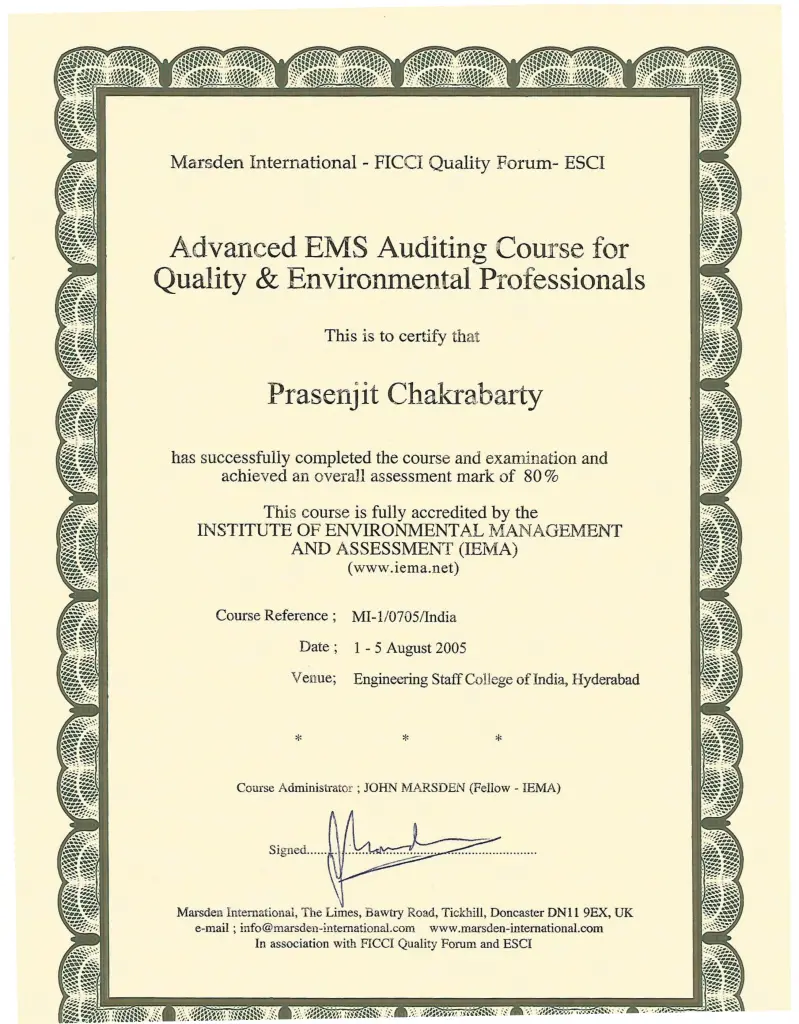 Marsden International - FICCI Quality Forum- ESCI
Advanced EMS Auditing Course for
Quality & Environmental Professionals
This is to certify that
Prasenjit Chakrabarty
has successfully completed the course and examination and
achieved an overall assessment mark of 80%
This course is fully accredited by the
INSTITUTE OF ENVIRONMENTAL MANAGEMENT
AND ASSESSMENT (IEMA)
(www.iema.net)
Course Reference ; MI-1/0705/India
Date ; 1 - 5 August 2005
Venue; Engineering Staff College of India, Hyderabad
* * *
Course Administrator ; JOHN MARSDEN (Fellow - IEMA)
Signed..........................................................
Marsden International, The Limes, Bawtry Road, Tickhill, Doncaster DN11 9EX, UK
e-mail ; info@marsden-international.com www.marsden-international.com
In association with FICCI Quality Forum and ESCI